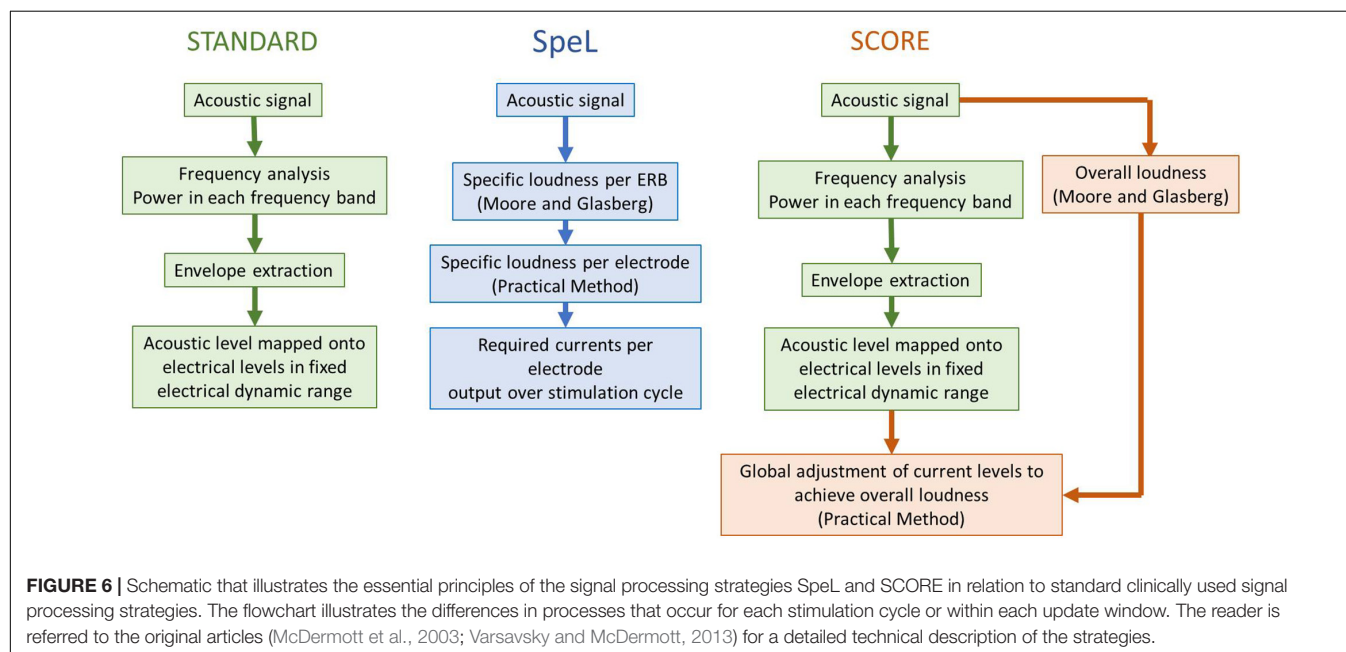 STANDARD
Acoustic signal
Frequency analysis
Power in each frequency band
Envelope extraction
Acoustic level mapped onto
electrical levels in fixed
electrical dynamic range
SpeL
Acoustic signal
Specific loudness per ERB
(Moore and Glasberg)
Specific loudness per electrode
(Practical Method)
Required currents per
electrode
output over stimulation cycle
SCORE
Acoustic signal
Frequency analysis
Power in each frequency band
Envelope extraction
Acoustic level mapped onto
electrical levels in fixed
electrical dynamic range
Overall loudness
(Moore and Glasberg)
Global adjustment of current levels to
achieve overall loudness
(Practical Method)
FIGURE 6 | Schematic that illustrates the essential principles of the signal processing strategies SpeL and SCORE in relation to standard clinically used signal
processing strategies. The flowchart illustrates the differences in processes that occur for each stimulation cycle or within each update window. The reader is
referred to the original articles (McDermott et al., 2003; Varsavsky and McDermott, 2013) for a detailed technical description of the strategies.